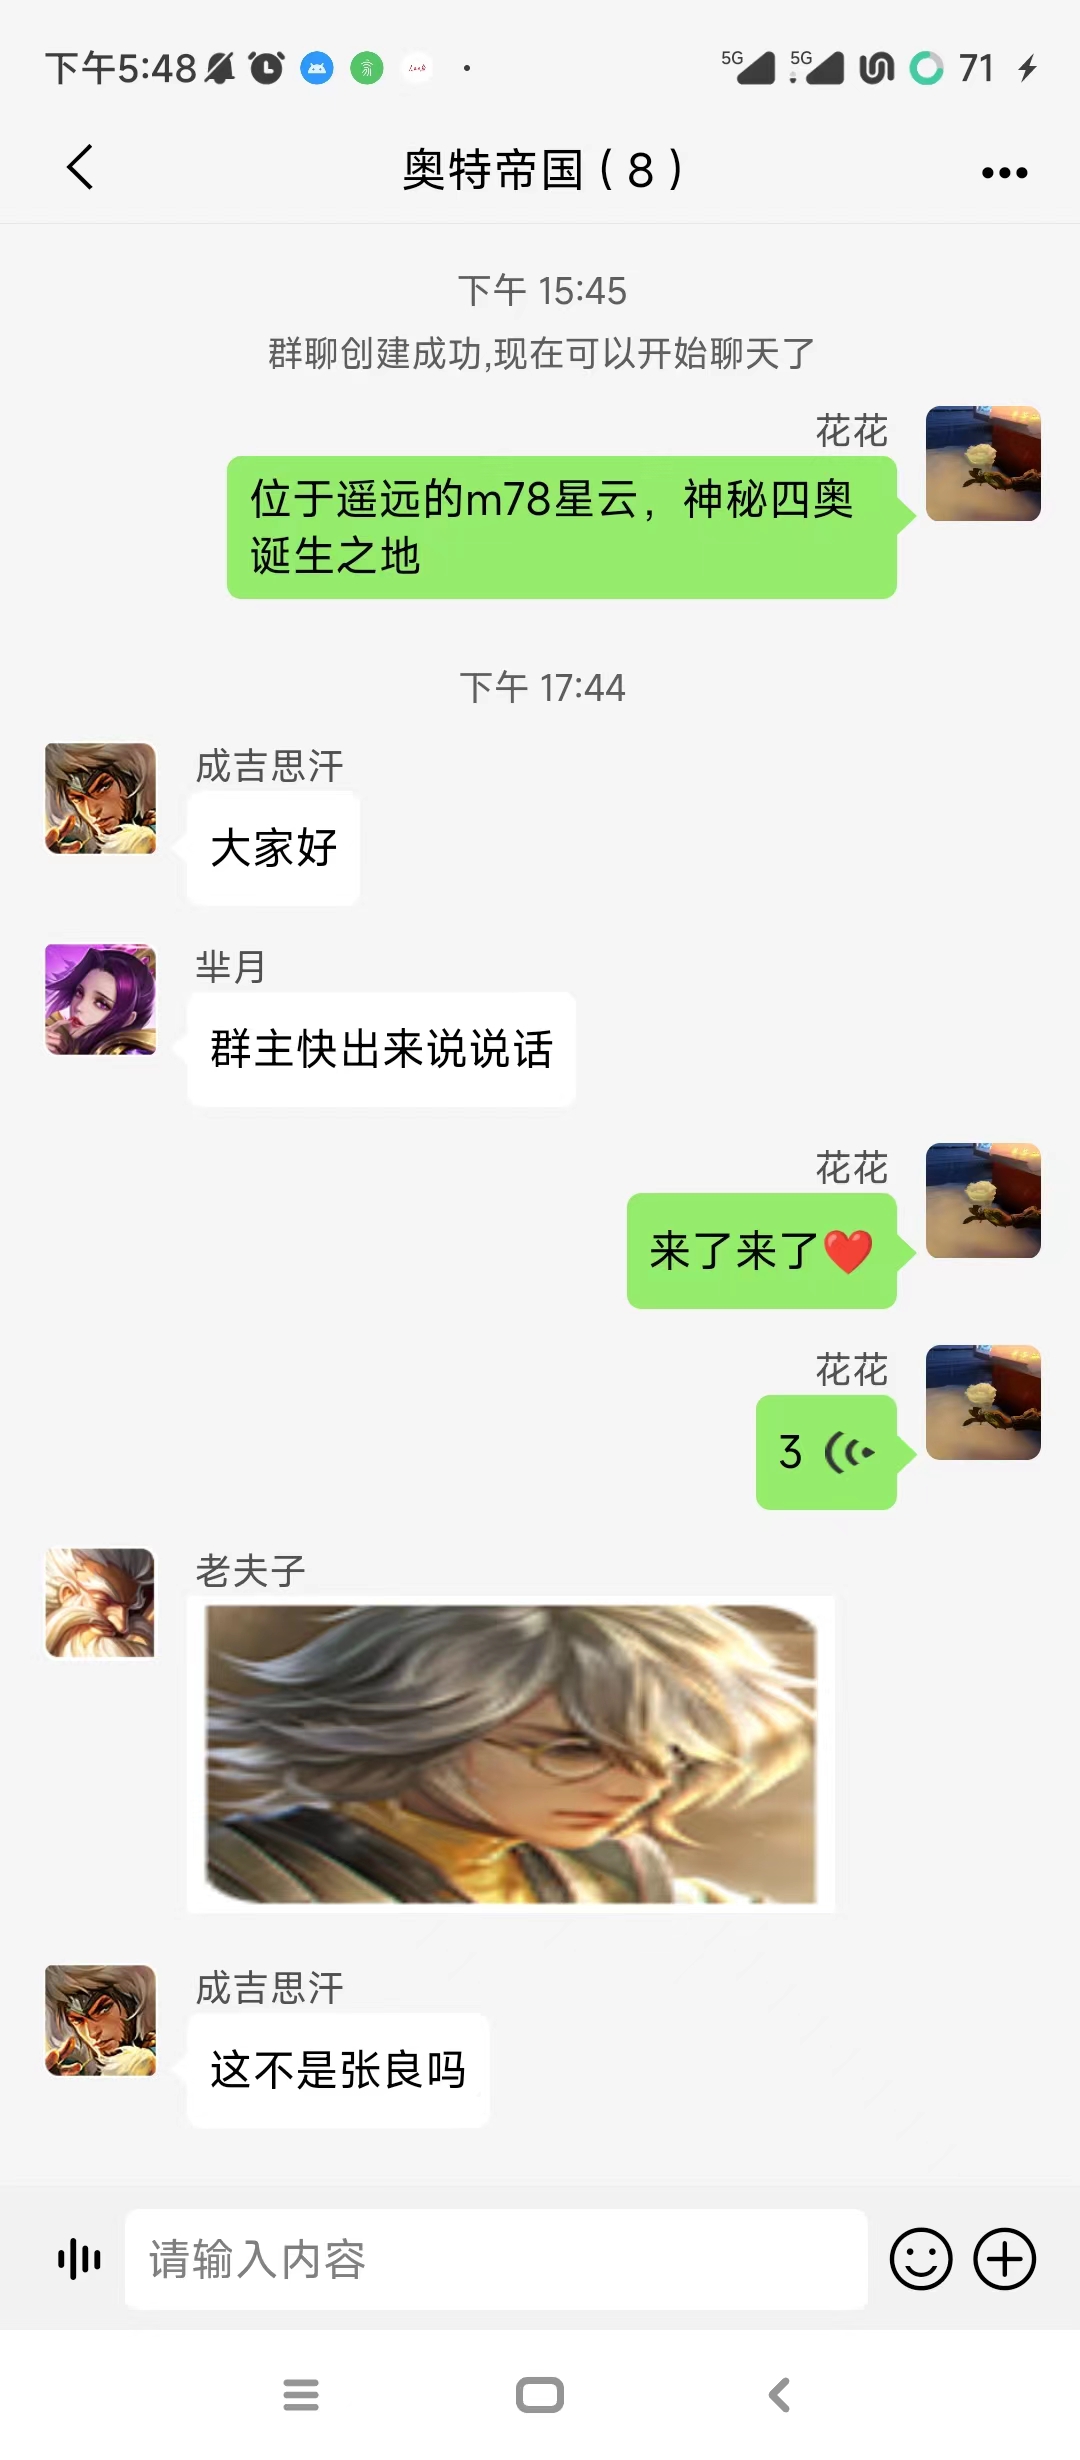 下午5:48
5G
5G
71
奥特帝国(8)
下午 15:45
群聊创建成功,现在可以开始聊天了
花花
位于遥远的m78星云，神秘四奥
诞生之地
下午 17:44
成吉思汗
大家好
芈月
群主快出来说说话
花花
来了来了❤️
花花
3
老夫子
成吉思汗
这不是张良吗
请输入内容